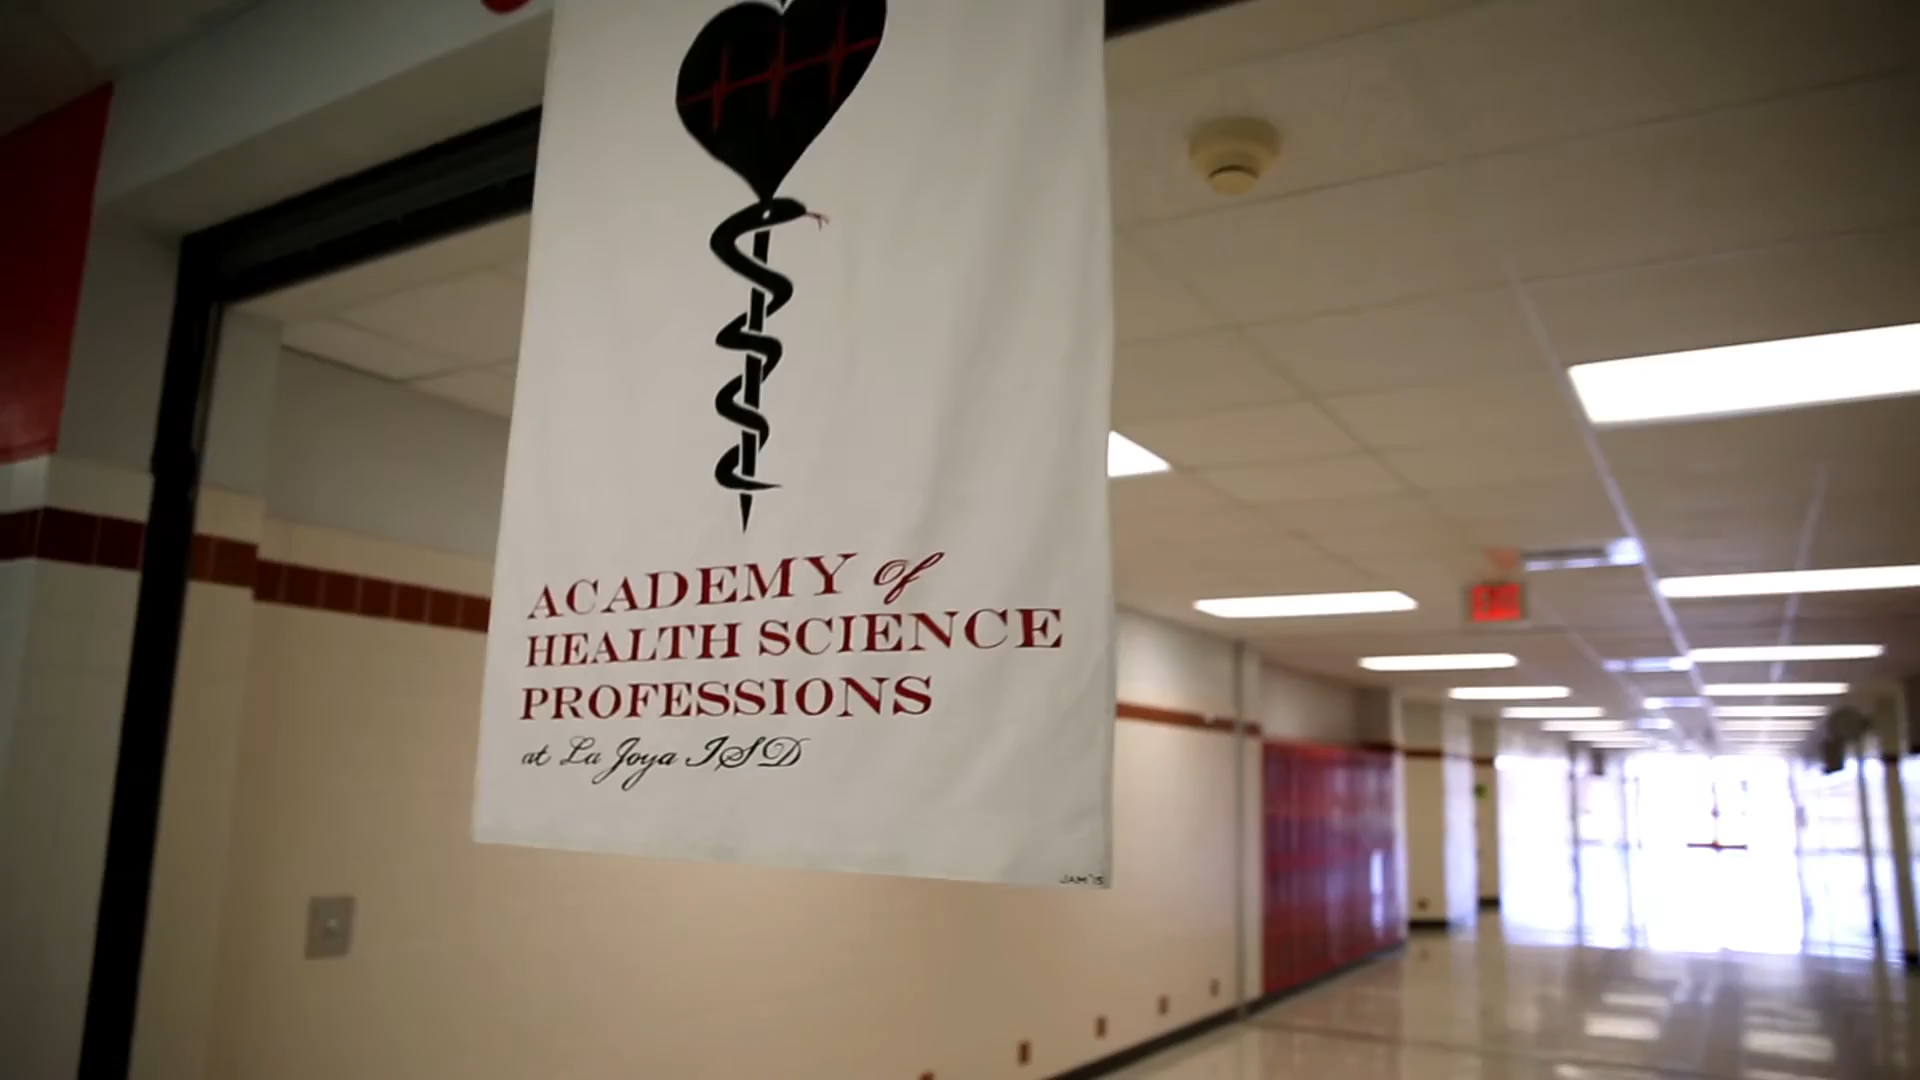 ACADEMY of
HEALTH SCIENCE
PROFESSIONS
at La Joya ISD
JAM '15
EXIT